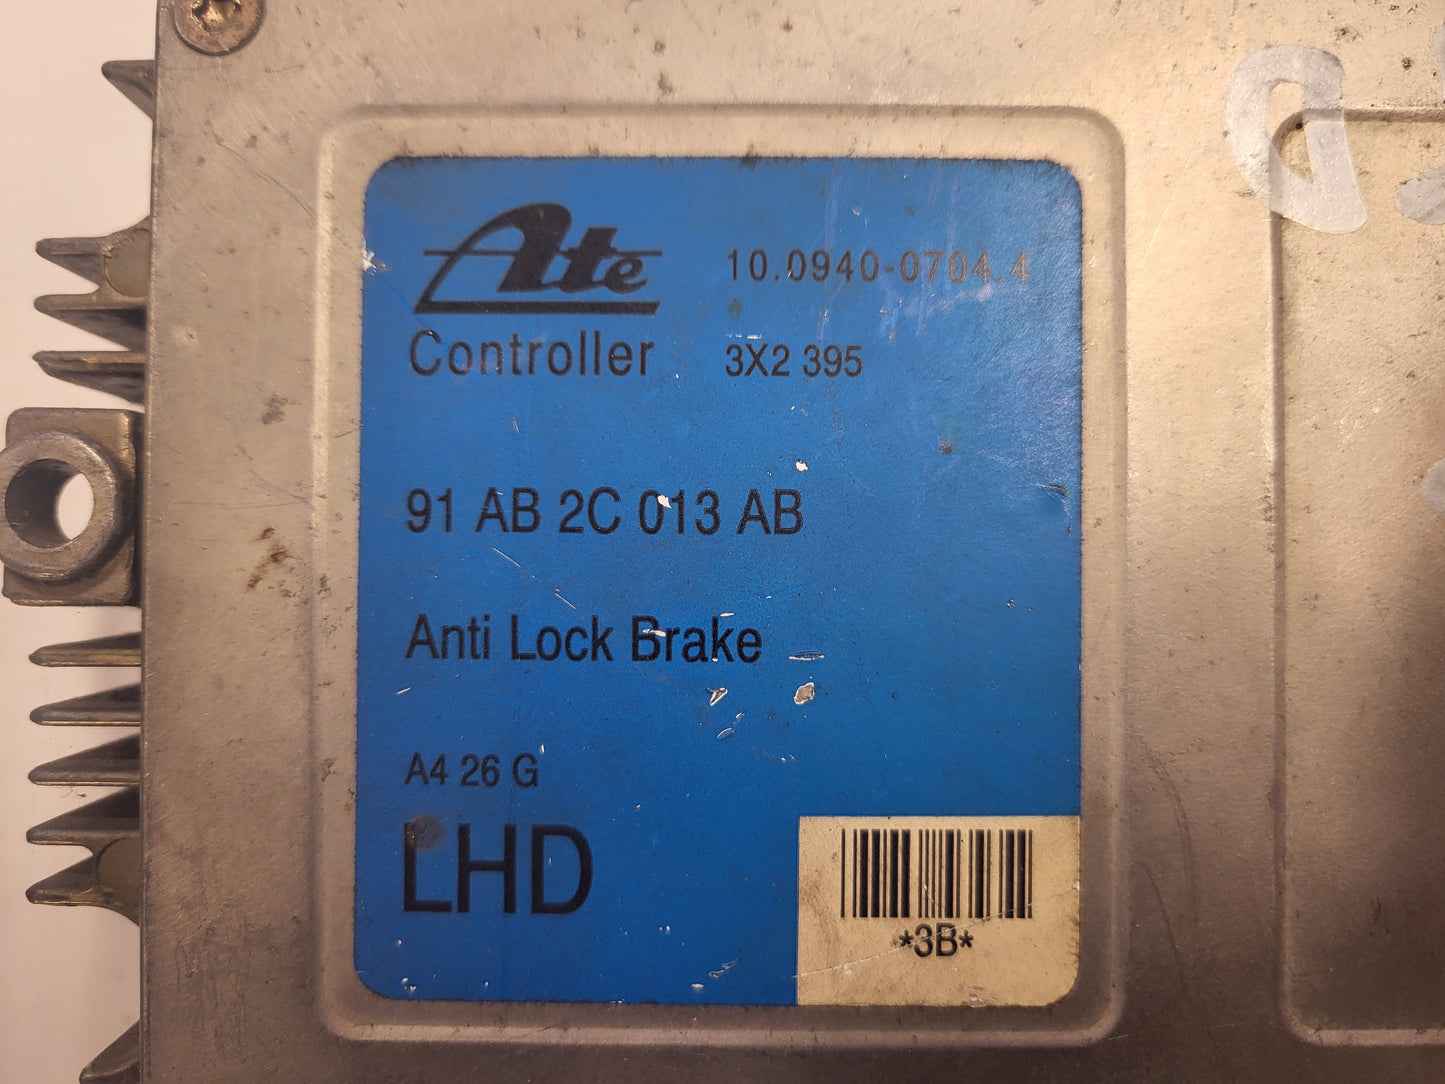 Ate
10.0940-0704.4
Controller
3X2 395
91 AB 2C 013 AB
Anti Lock Brake
A4 26 G
LHD
*3B*